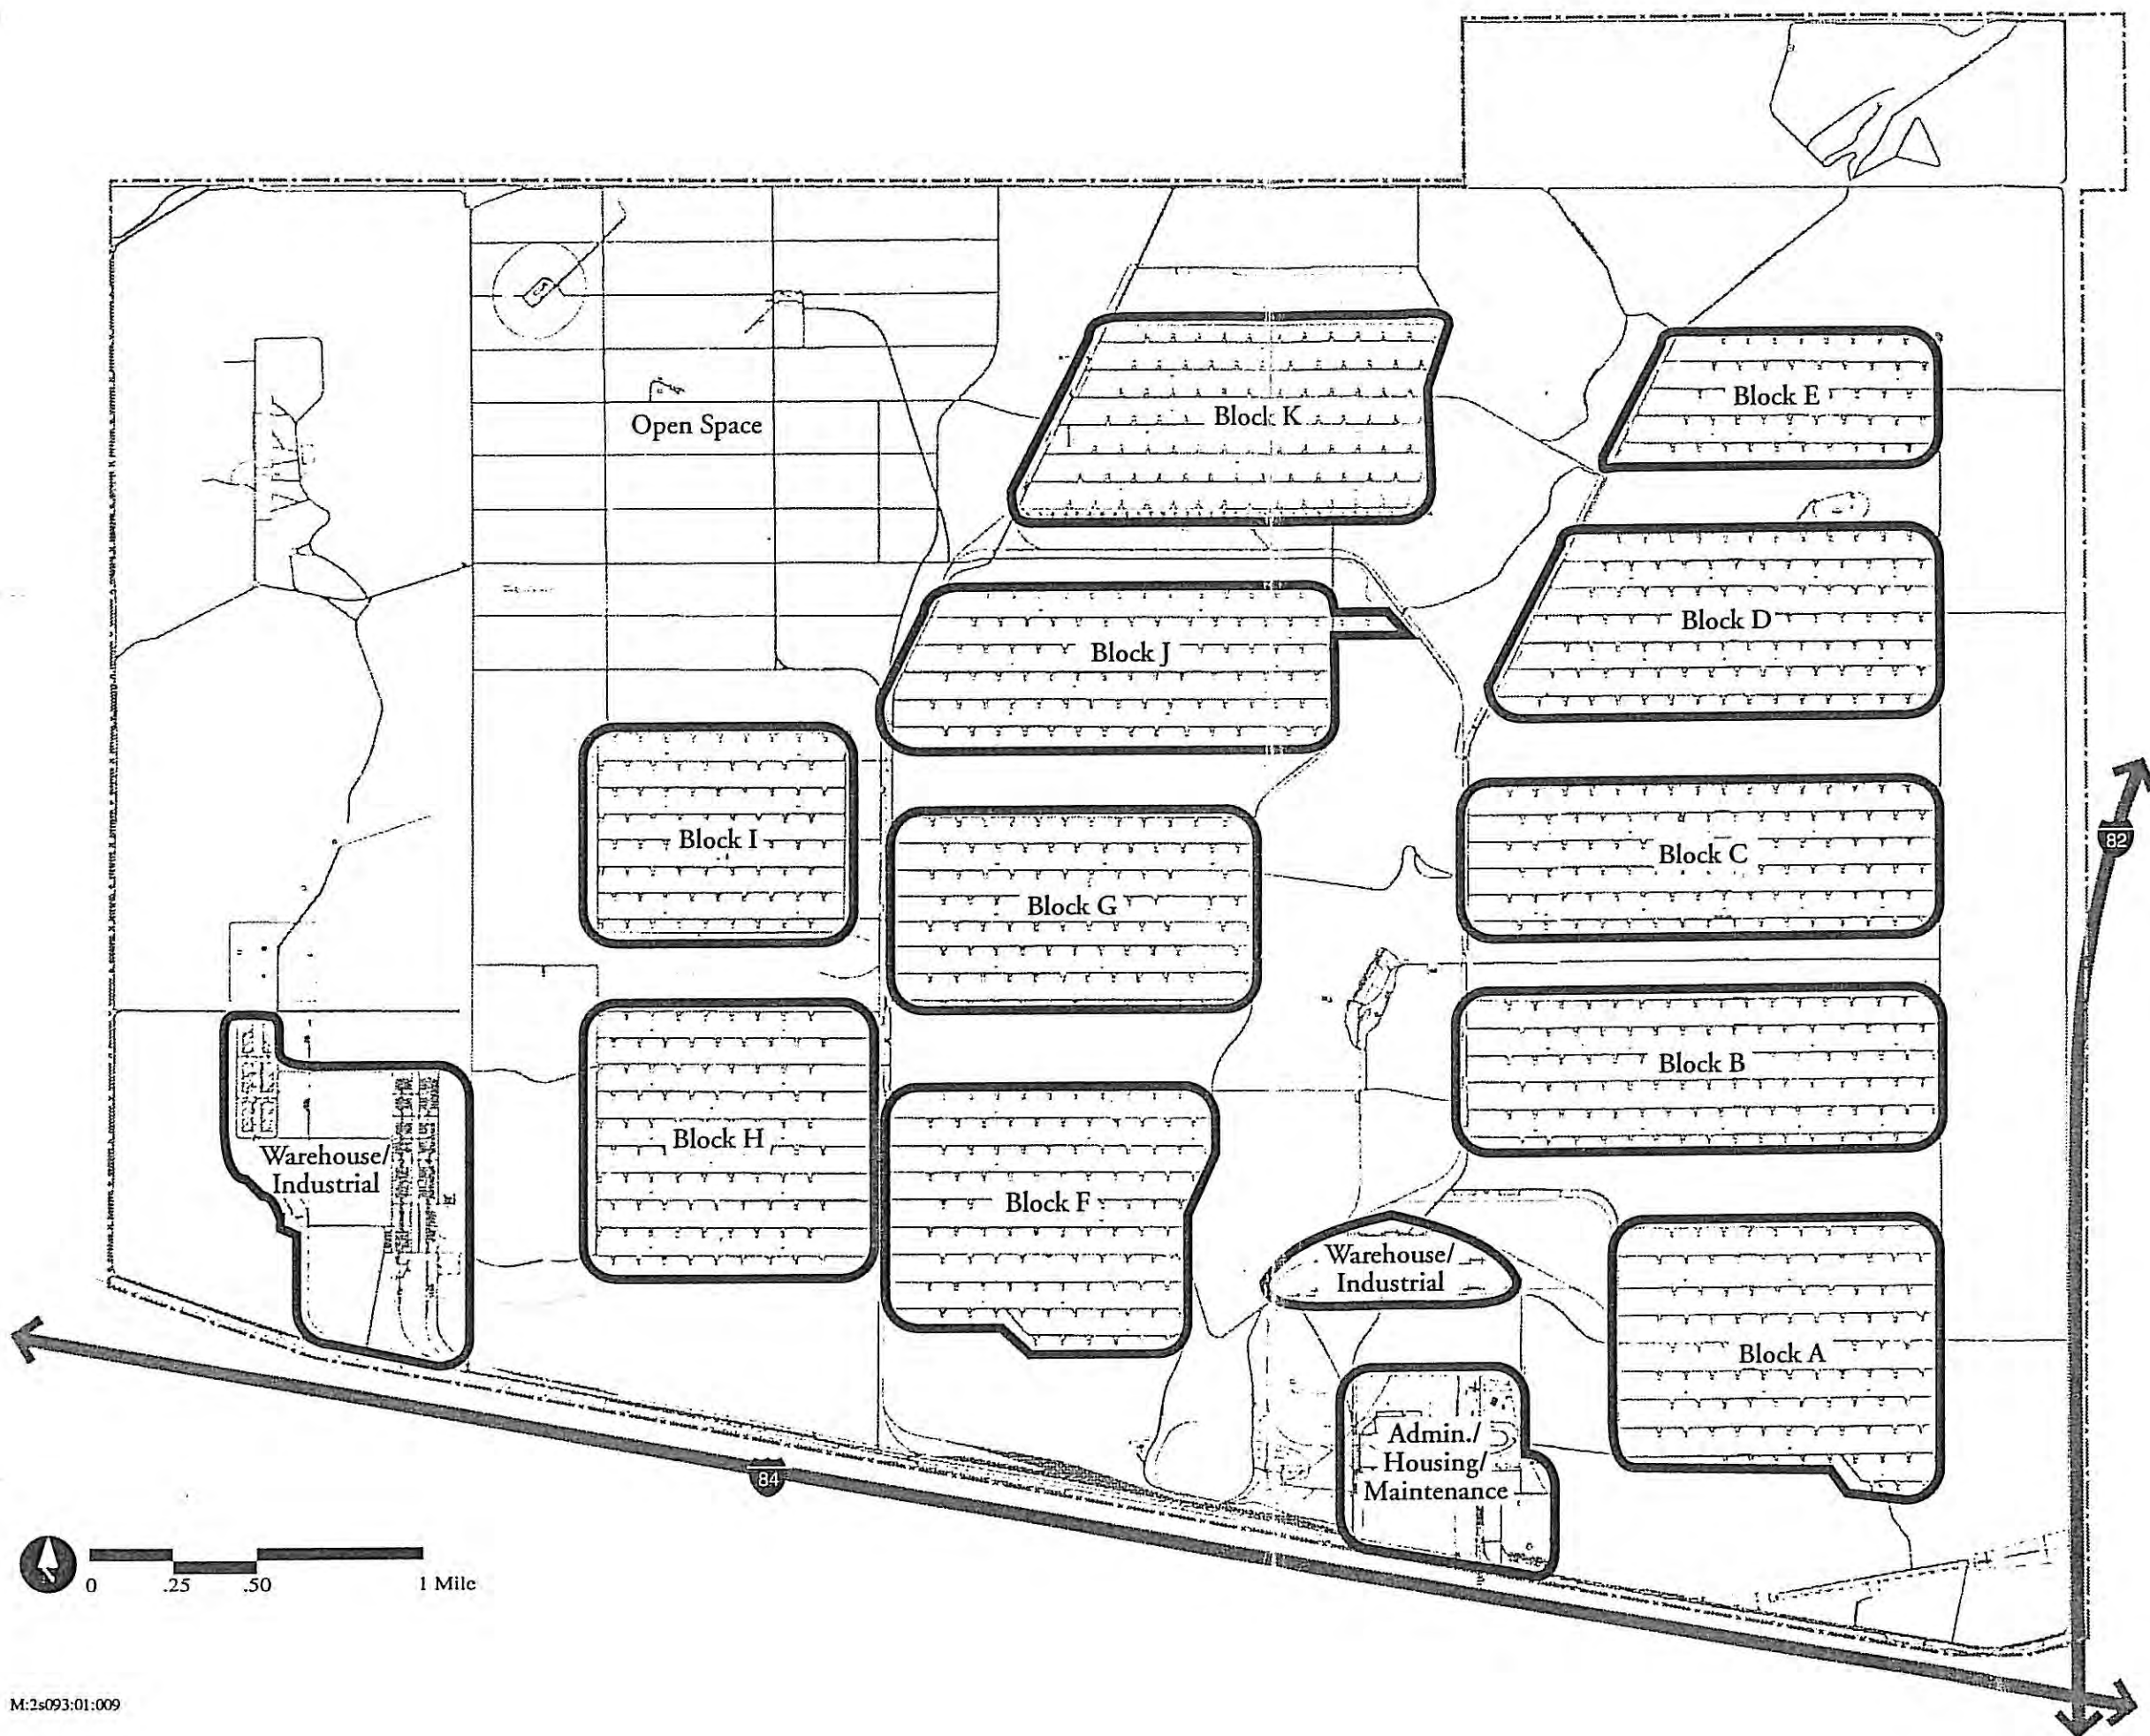 Block K
Block E
Open Space
Block D
Block J
Block I
Block C
82
Block G
Block B
Block H
Warehouse/
Industrial
Block F
Warehouse/
Industrial
Block A
Admin./
Housing/
Maintenance
84
0 .25 .50 1 Mile
M:2s093:01:009